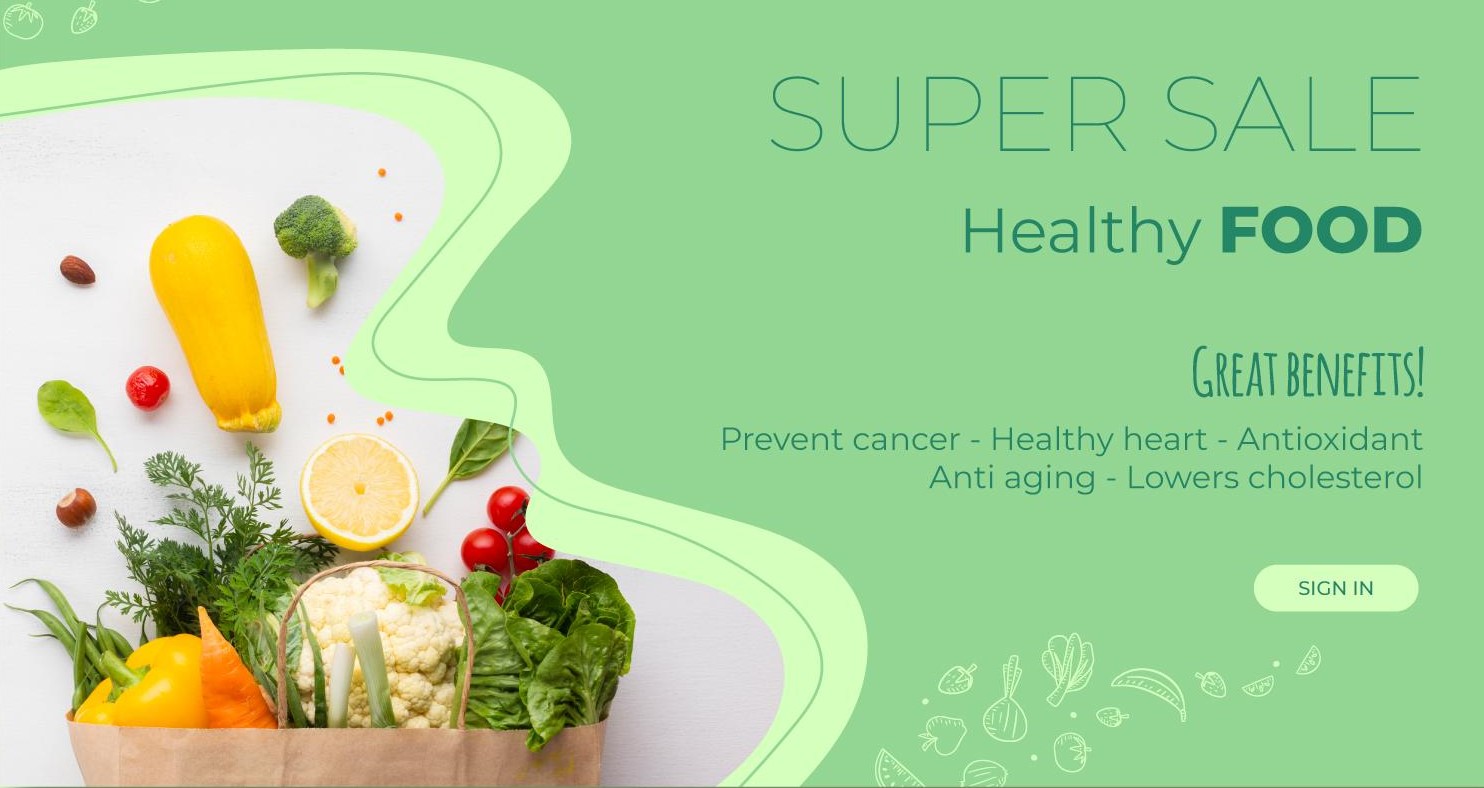 SUPER SALE
Healthy FOOD
GREAT BENEFITS!
Prevent cancer - Healthy heart - Antioxidant
Anti aging - Lowers cholesterol
SIGN IN